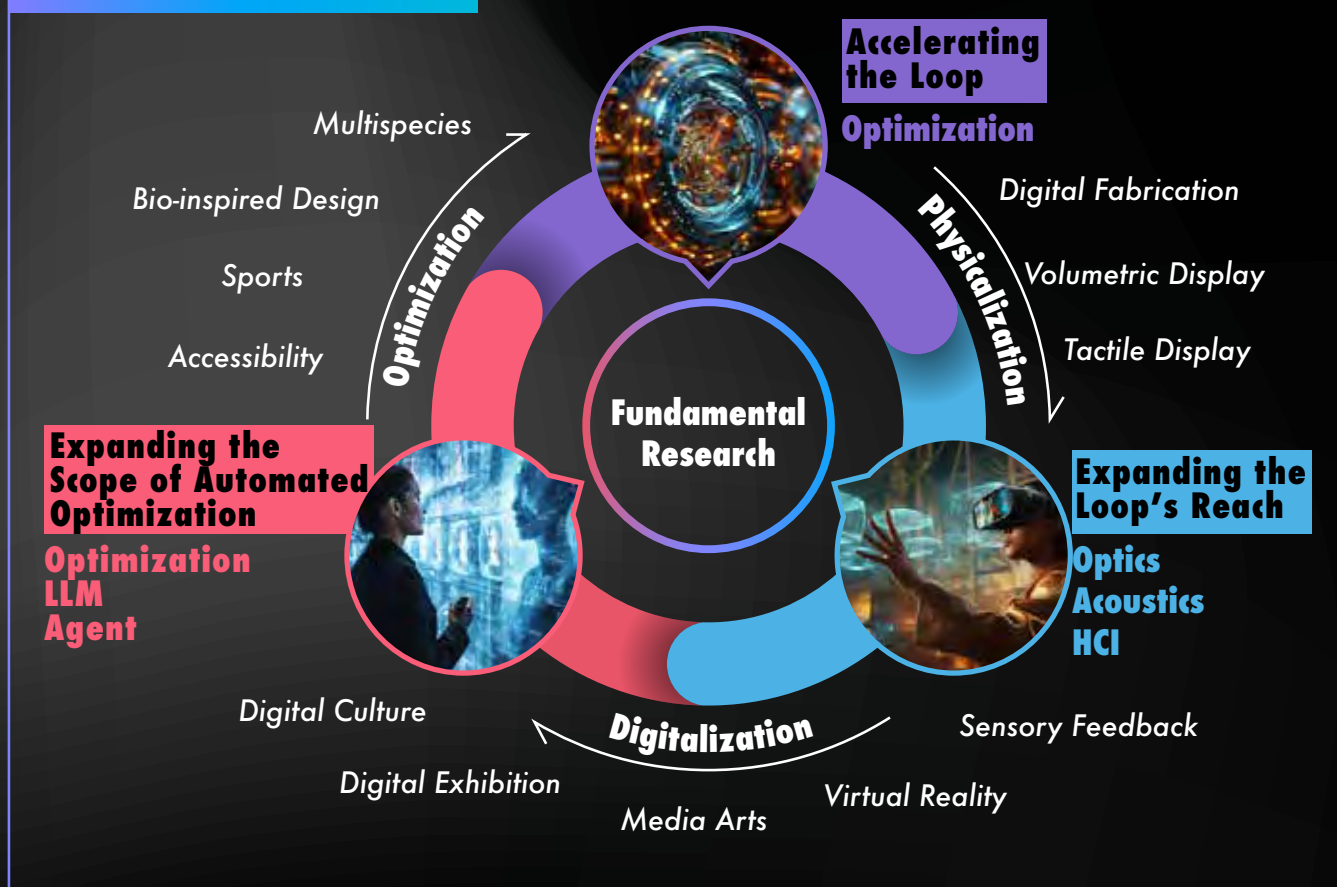 Accelerating
the Loop
Optimization
Multispecies
Bio-inspired Design
Sports
Accessibility
Optimization
Physicalization
Digital Fabrication
Volumetric Display
Tactile Display
Fundamental
Research
Expanding the
Scope of Automated
Optimization
Optimization
LLM
Agent
Expanding the
Loop’s Reach
Optics
Acoustics
HCI
Digitalization
Digital Culture
Digital Exhibition
Media Arts
Virtual Reality
Sensory Feedback